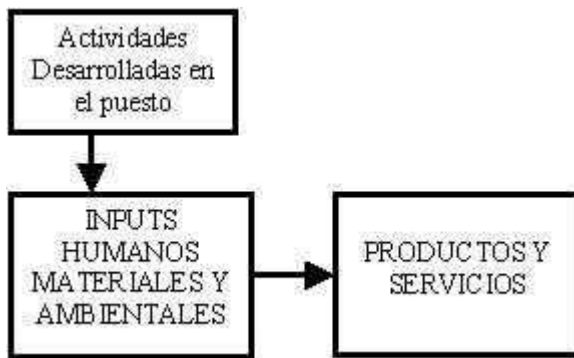 Actividades
Desarrolladas en
el puesto
INPUTS
HUMANOS
MATERIALES Y
AMBIENTALES
PRODUCTOS Y
SERVICIOS